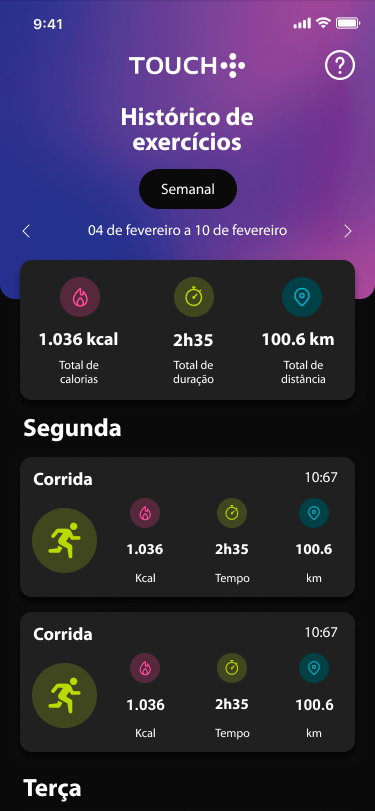 9:41
TOUCH
?
Histórico de
exercícios
Semanal
04 de fevereiro a 10 de fevereiro
1.036 kcal 2h35 100.6 km
Total de Total de Total de
calorias duração distância
Segunda
Corrida 10:67
1.036 2h35 100.6
Kcal Tempo km
Corrida 10:67
1.036 2h35 100.6
Kcal Tempo km
Terça